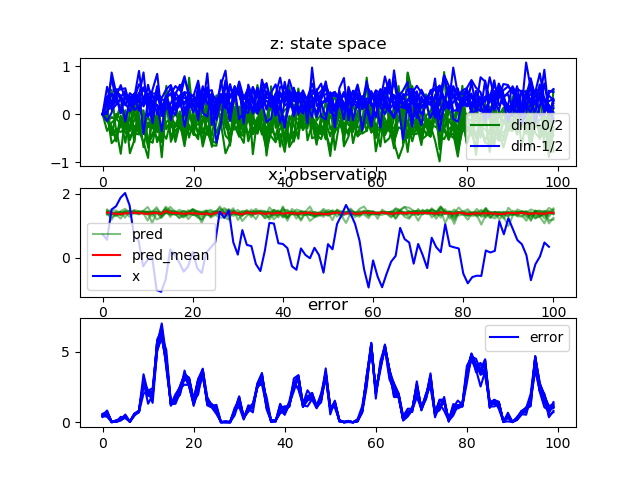 z: state space
1
0
−1
dim-0/2
dim-1/2
0
20
40
60
80
100
x: observation
2
0
pred
pred_mean
x
0
20
40
60
80
100
error
5
0
error
0
20
40
60
80
100